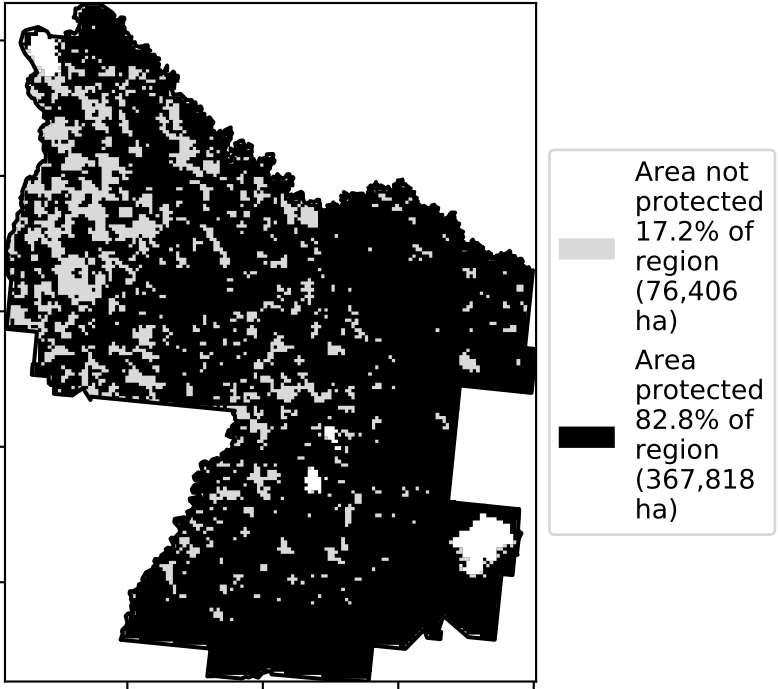 Area not
protected
17.2% of
region
(76,406
ha)
Area
protected
82.8% of
region
(367,818
ha)